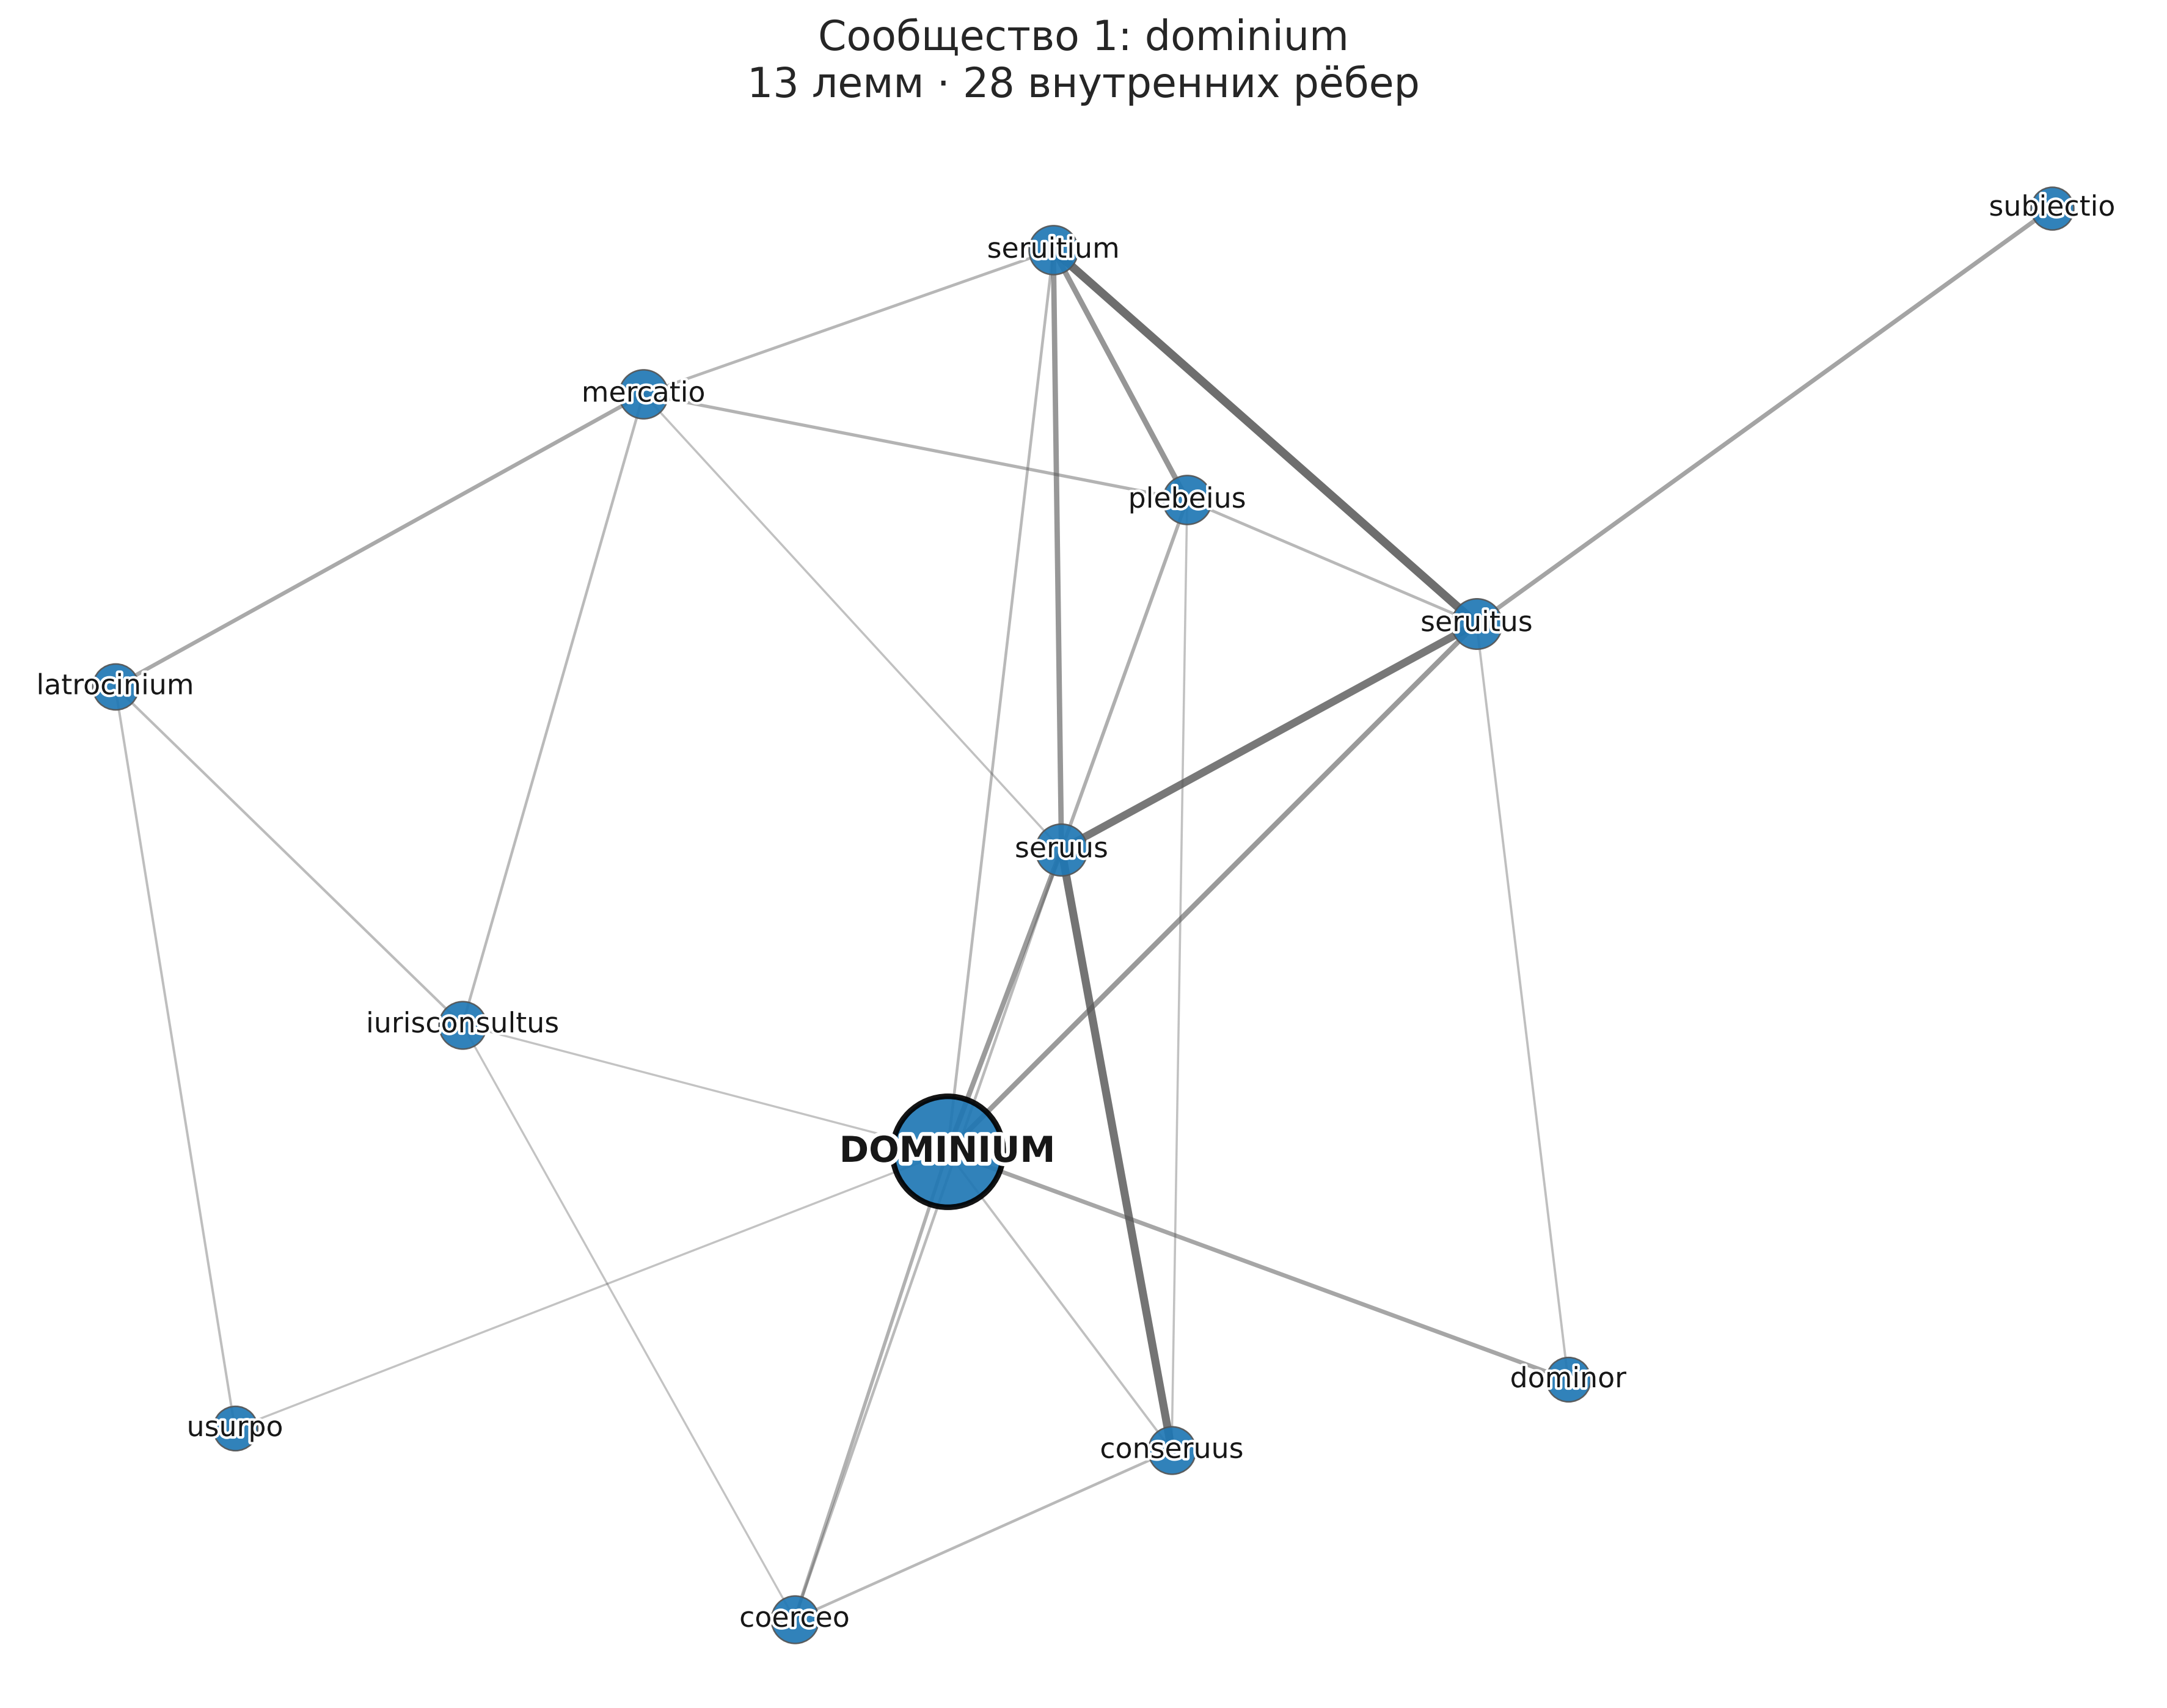 Сообщество 1: dominium
13 лемм · 28 внутренних рёбер
subiectio
seruitium
mercatio
plebeius
seruitus
latrocinium
seruus
iurisconsultus
DOMINIUM
dominor
usurpo
conseruus
coerceo